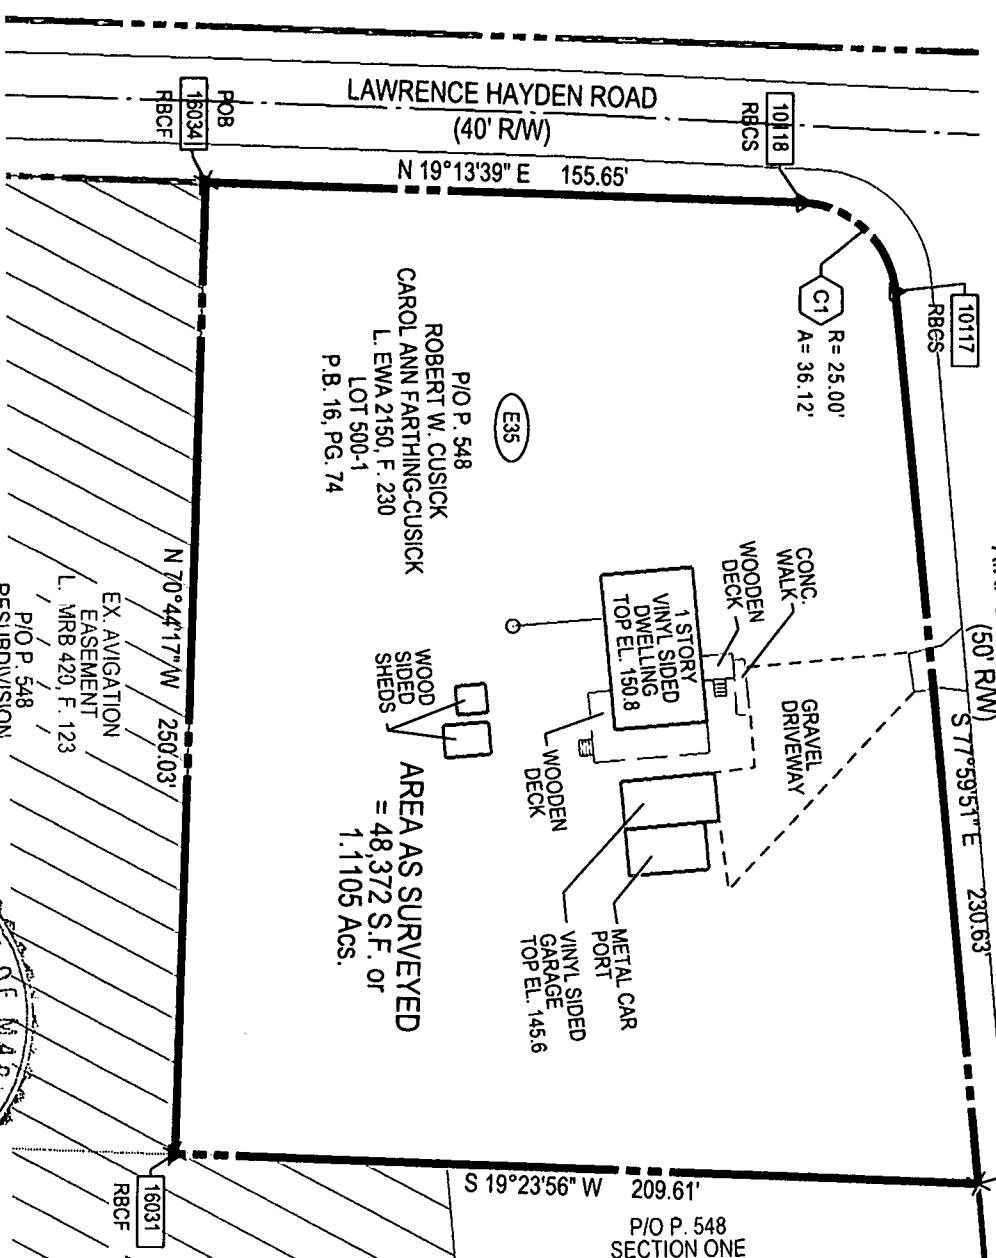 LAWRENCE HAYDEN ROAD
(40' R/W)
N 19°13'39" E 155.65'
POB
16034
RBCF
10118
RBCS
10117
RBCS
C1
R= 25.00'
A= 36.12'
(50' R/W)
S 77°59'51" E 230.63'
E35
P/O P. 548
ROBERT W. CUSICK
CAROL ANN FARTHING-CUSICK
L. EWA 2150, F. 230
LOT 500-1
P.B. 16, PG. 74
CONC.
WALK
WOODEN
DECK
1 STORY
VINYL SIDED
DWELLING
TOP EL. 150.8
GRAVEL
DRIVEWAY
WOOD
SIDED
SHEDS
WOODEN
DECK
METAL CAR
PORT
VINYL SIDED
GARAGE
TOP EL. 145.6
AREA AS SURVEYED
= 48,372 S.F. or
1.1105 Acs.
N 70°44'17" W 250.03'
EX. AVIGATION
EASEMENT
L. MRB 420, F. 123
P/O P. 548
RESUBDIVISION
S 19°23'56" W 209.61'
16031
RBCF
P/O P. 548
SECTION ONE
OF MAR